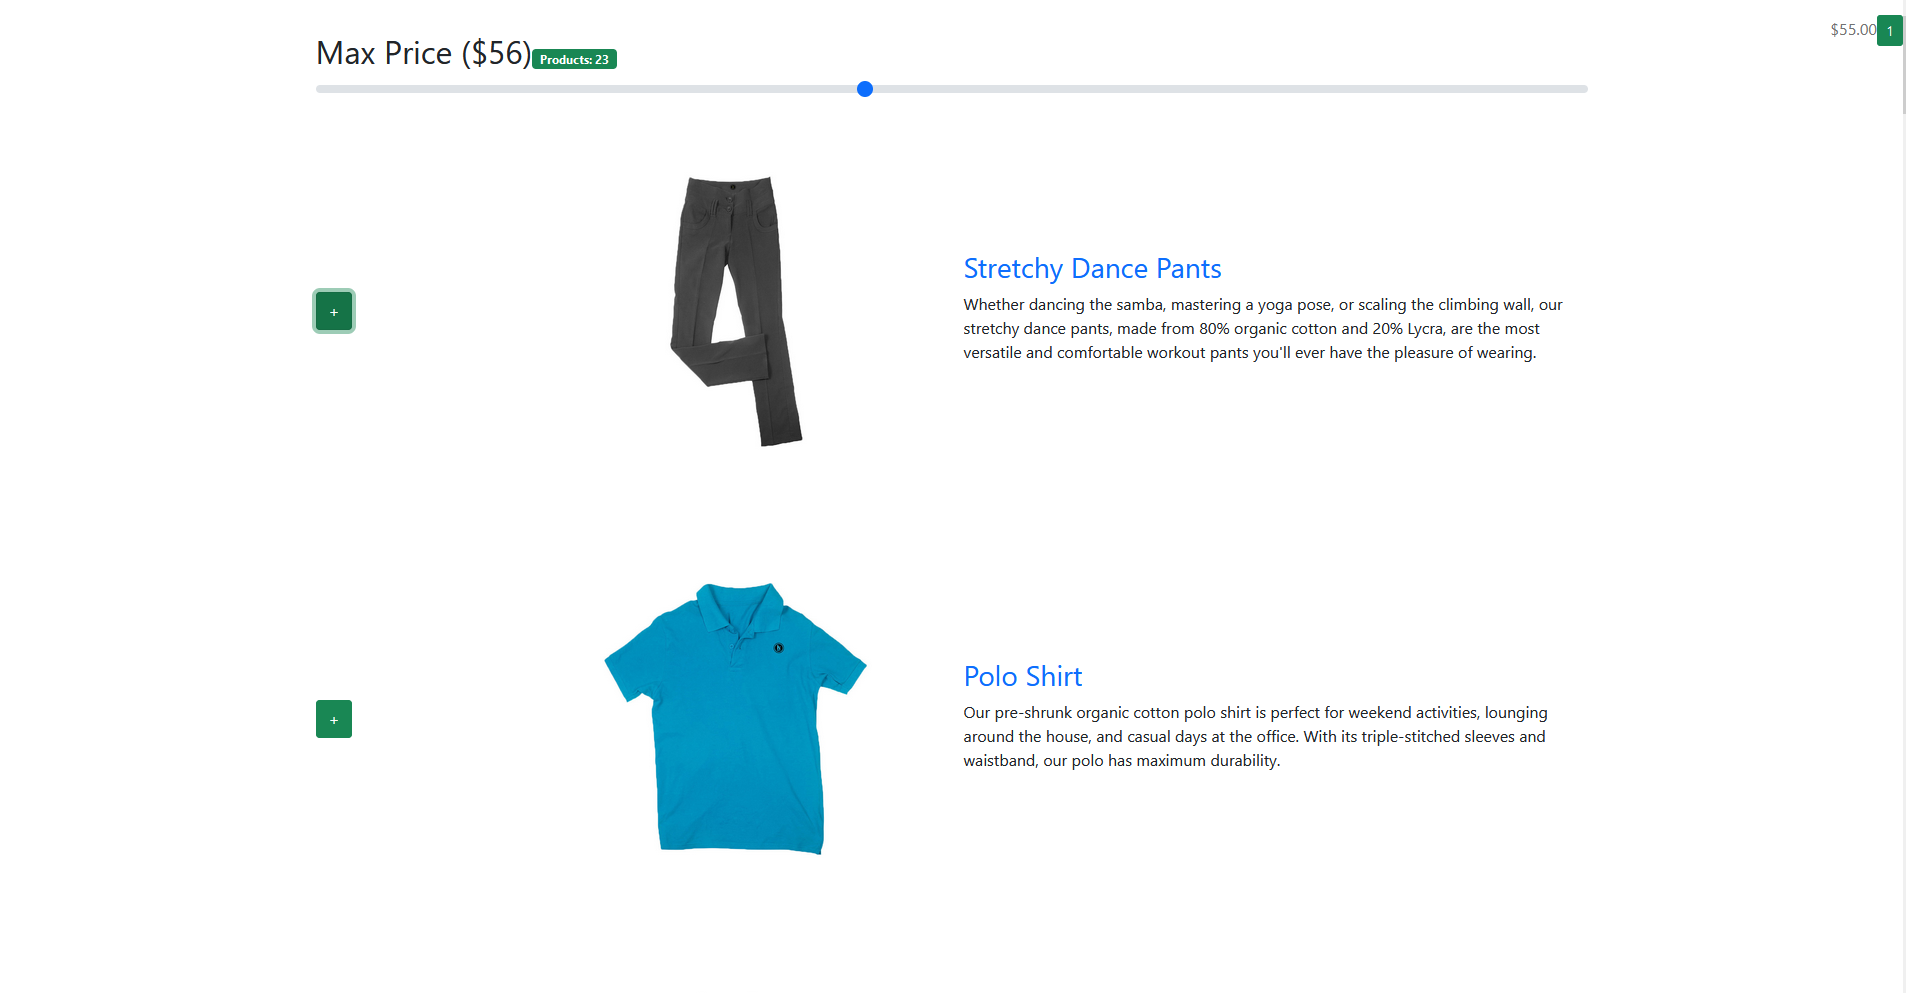 $55.00 1
Max Price ($56) Products: 23
+
Stretchy Dance Pants
Whether dancing the samba, mastering a yoga pose, or scaling the climbing wall, our
stretchy dance pants, made from 80% organic cotton and 20% Lycra, are the most
versatile and comfortable workout pants you'll ever have the pleasure of wearing.
+
Polo Shirt
Our pre-shrunk organic cotton polo shirt is perfect for weekend activities, lounging
around the house, and casual days at the office. With its triple-stitched sleeves and
waistband, our polo has maximum durability.